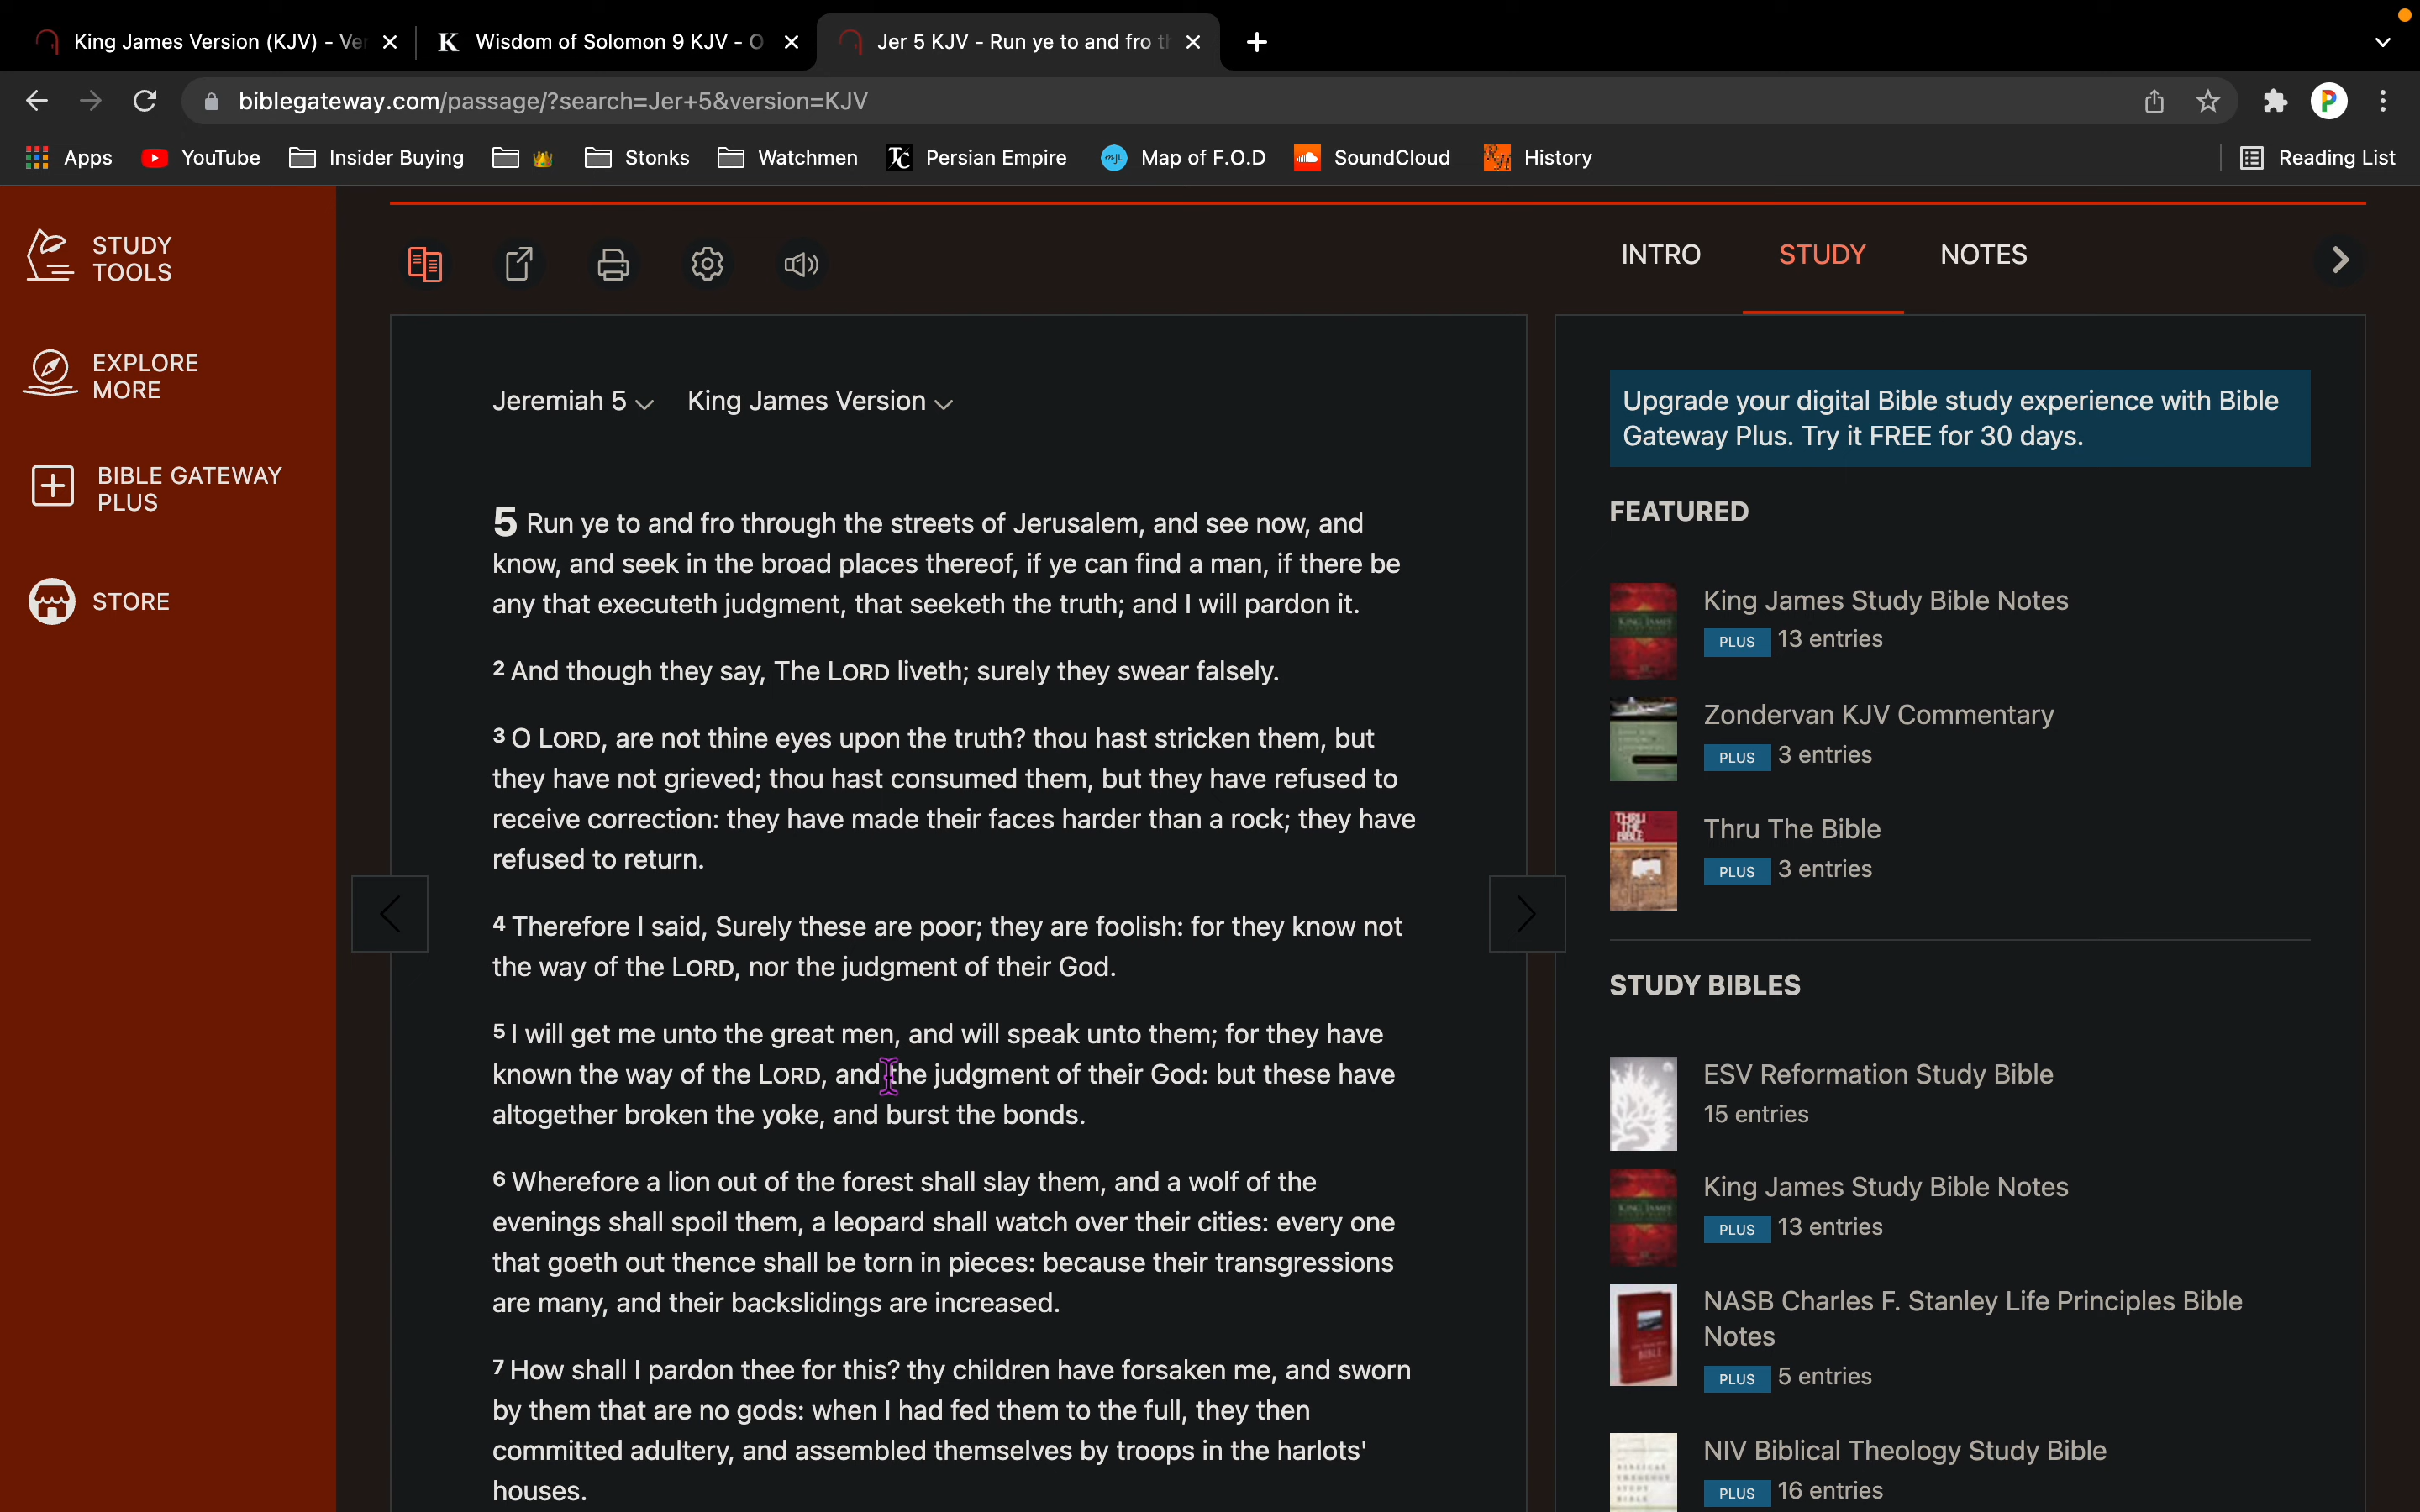 King James Version (KJV) - Ver
K Wisdom of Solomon 9 KJV - O
Jer 5 KJV - Run ye to and fro th
biblegateway.com/passage/?search=Jer+5&version=KJV
P
Apps
YouTube
Insider Buying
Stonks
Watchmen
Persian Empire
Map of F.O.D
SoundCloud
History
Reading List
STUDY
TOOLS
EXPLORE
MORE
BIBLE GATEWAY
PLUS
STORE
INTRO
STUDY
NOTES
Jeremiah 5
King James Version
5 Run ye to and fro through the streets of Jerusalem, and see now, and
know, and seek in the broad places thereof, if ye can find a man, if there be
any that executeth judgment, that seeketh the truth; and I will pardon it.
2 And though they say, The LORD liveth; surely they swear falsely.
3 O LORD, are not thine eyes upon the truth? thou hast stricken them, but
they have not grieved; thou hast consumed them, but they have refused to
receive correction: they have made their faces harder than a rock; they have
refused to return.
4 Therefore I said, Surely these are poor; they are foolish: for they know not
the way of the LORD, nor the judgment of their God.
5 I will get me unto the great men, and will speak unto them; for they have
known the way of the LORD, and the judgment of their God: but these have
altogether broken the yoke, and burst the bonds.
6 Wherefore a lion out of the forest shall slay them, and a wolf of the
evenings shall spoil them, a leopard shall watch over their cities: every one
that goeth out thence shall be torn in pieces: because their transgressions
are many, and their backslidings are increased.
7 How shall I pardon thee for this? thy children have forsaken me, and sworn
by them that are no gods: when I had fed them to the full, they then
committed adultery, and assembled themselves by troops in the harlots'
houses.
Upgrade your digital Bible study experience with Bible
Gateway Plus. Try it FREE for 30 days.
FEATURED
King James Study Bible Notes
PLUS 13 entries
Zondervan KJV Commentary
PLUS 3 entries
THRU
THE
BIBLE
Thru The Bible
PLUS 3 entries
STUDY BIBLES
ESV Reformation Study Bible
15 entries
King James Study Bible Notes
PLUS 13 entries
NASB Charles F. Stanley Life Principles Bible
Notes
PLUS 5 entries
NIV Biblical Theology Study Bible
PLUS 16 entries